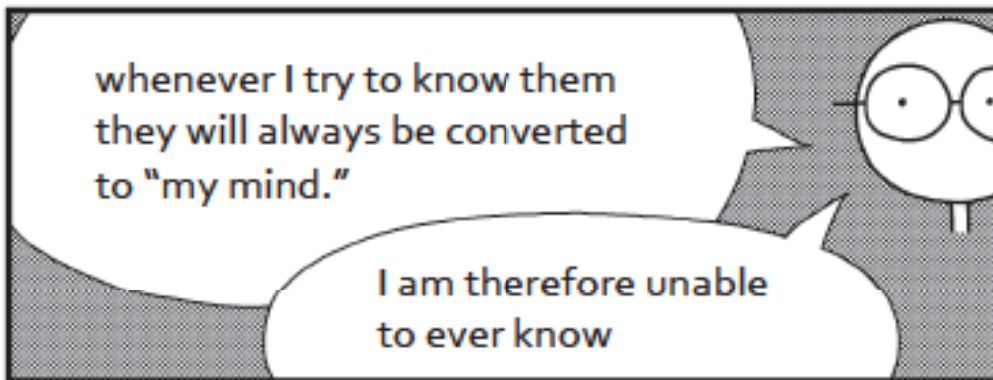 whenever I try to know them
they will always be converted
to “my mind.”
I am therefore unable
to ever know